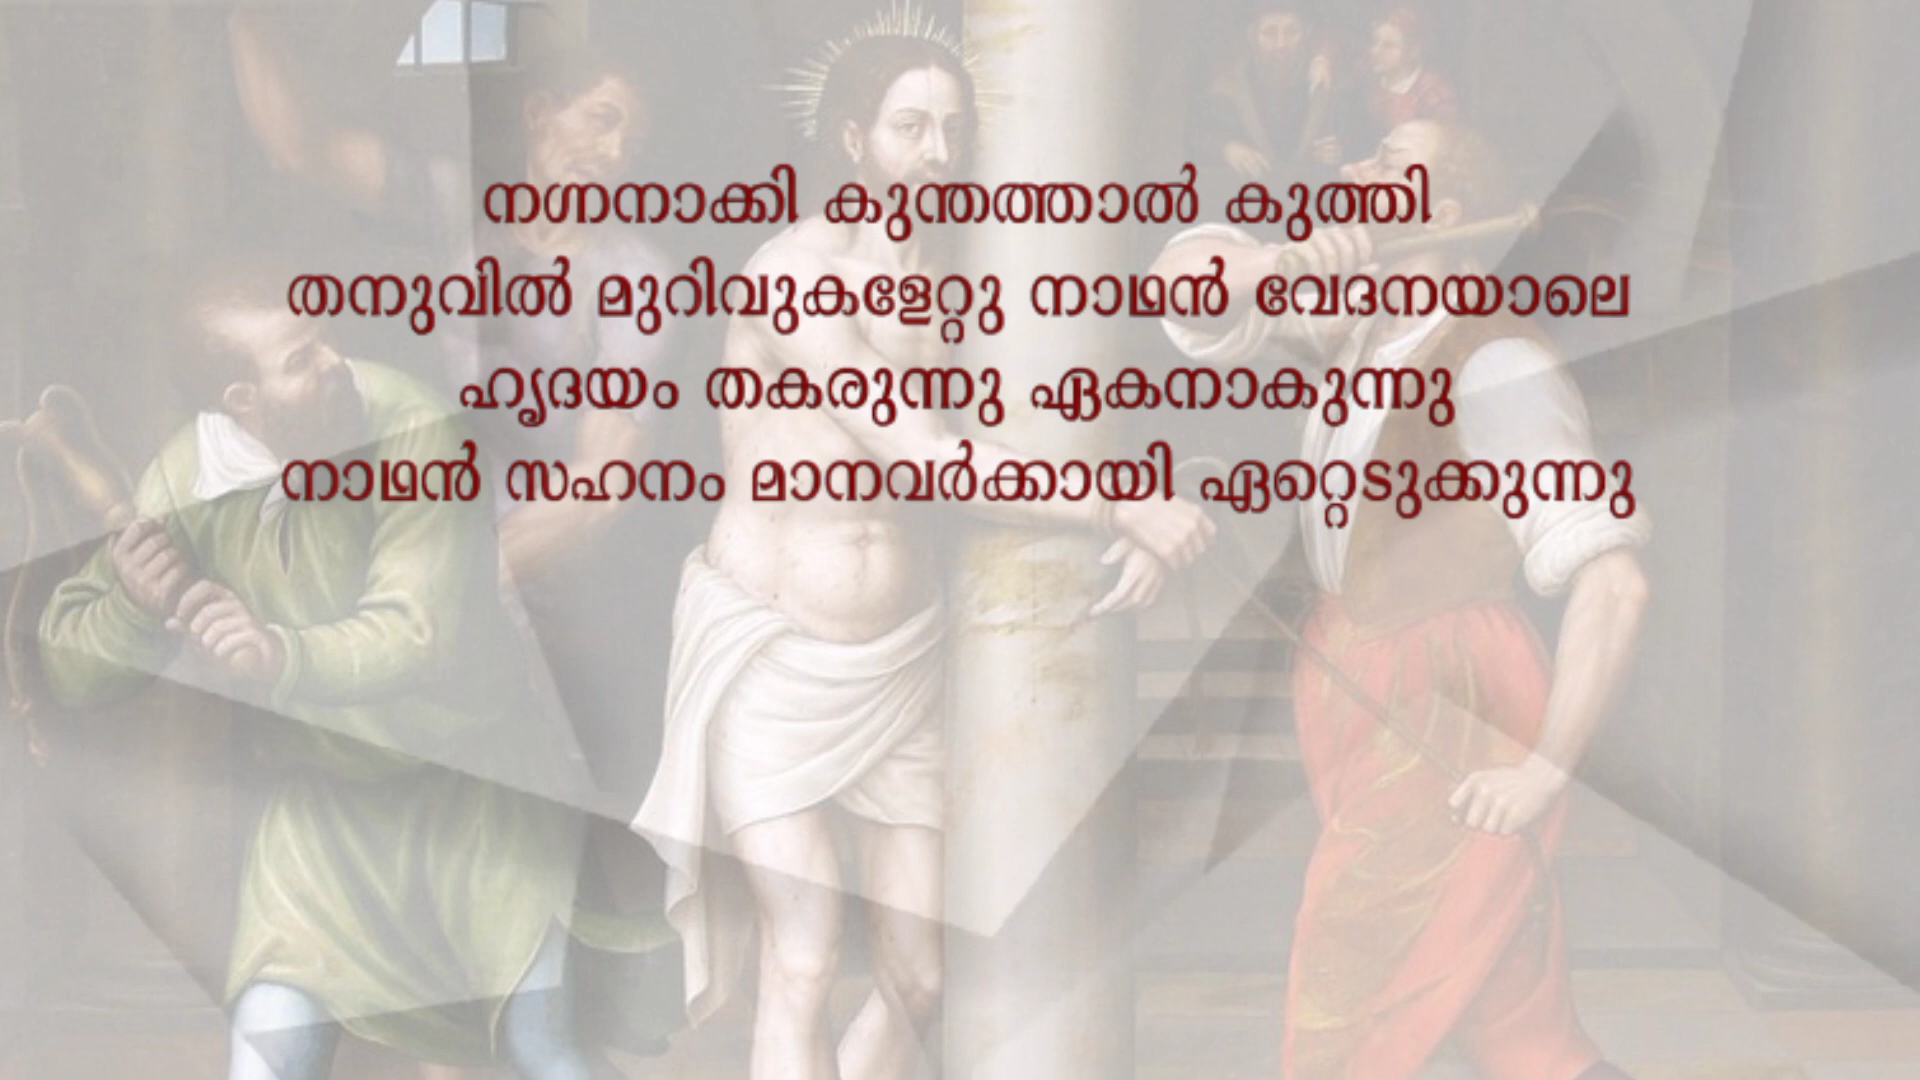 നഗ്നനാക്കി കുന്തത്താൽ കുത്തി
തനുവിൽ മുറിവുകളേറ്റു നാഥൻ വേദനയാലെ
ഹൃദയം തകരുന്നു ഏകനാകുന്നു
നാഥൻ സഹനം മാനവർക്കായി ഏറ്റെടുക്കുന്നു